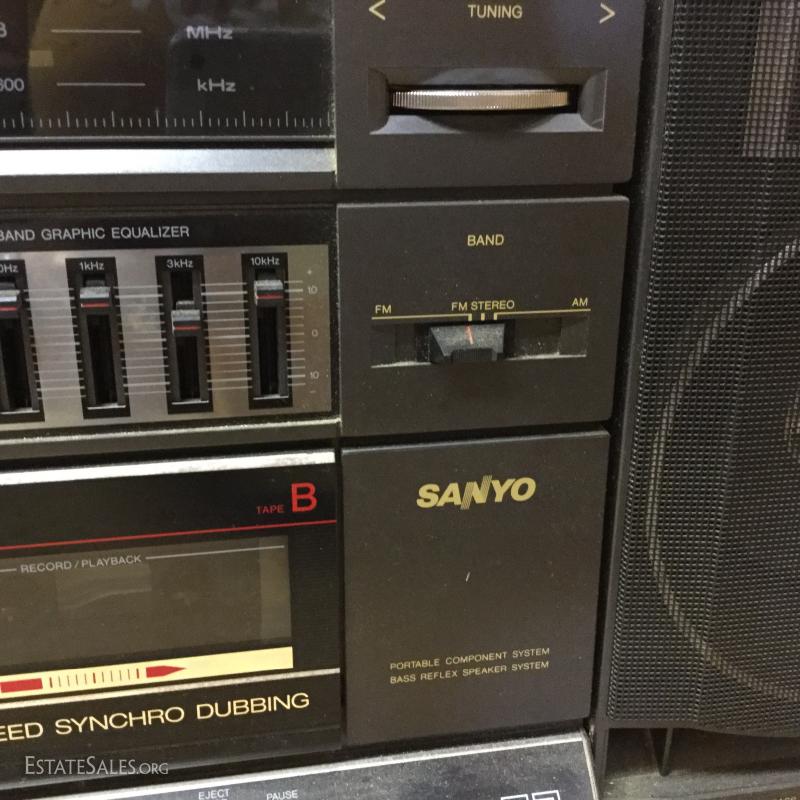 < TUNING >
MHz
kHz
BAND GRAPHIC EQUALIZER
1kHz 3kHz 10kHz
+
10
0
10
-
BAND
FM FM STEREO AM
SANYO
TAPE B
RECORD / PLAYBACK
PORTABLE COMPONENT SYSTEM
BASS REFLEX SPEAKER SYSTEM
SYNCHRO DUBBING
EJECT PAUSE
ESTATESALES.ORG